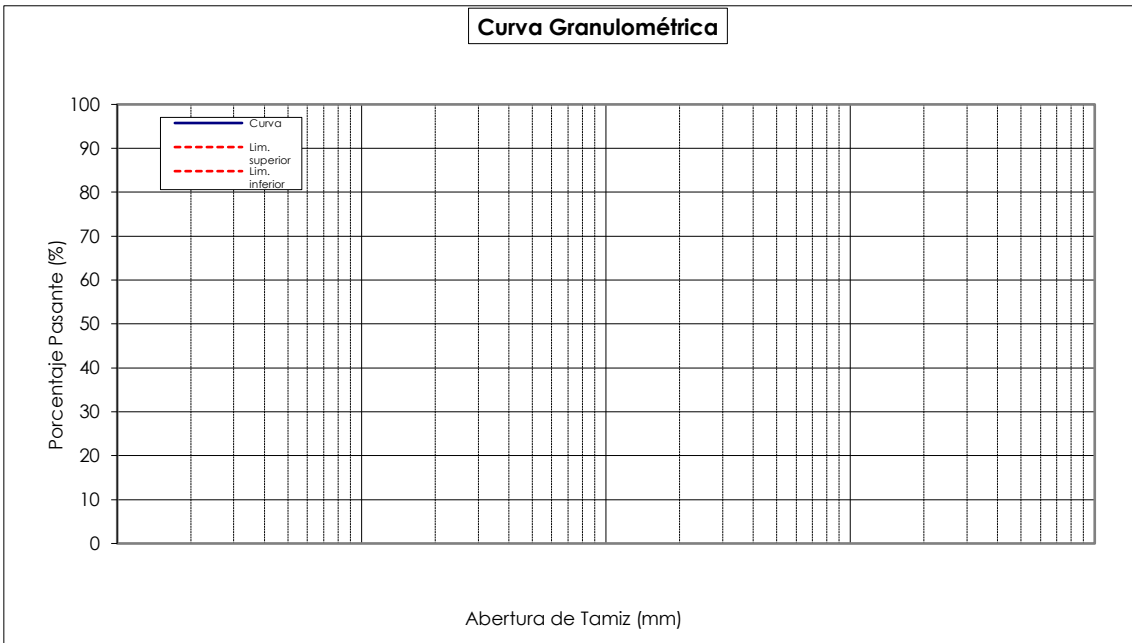 Curva Granulométrica
100
90
80
70
60
50
40
30
20
10
0
Curva
Lim.
superior
Lim.
inferior
Porcentaje Pasante (%)
Abertura de Tamiz (mm)